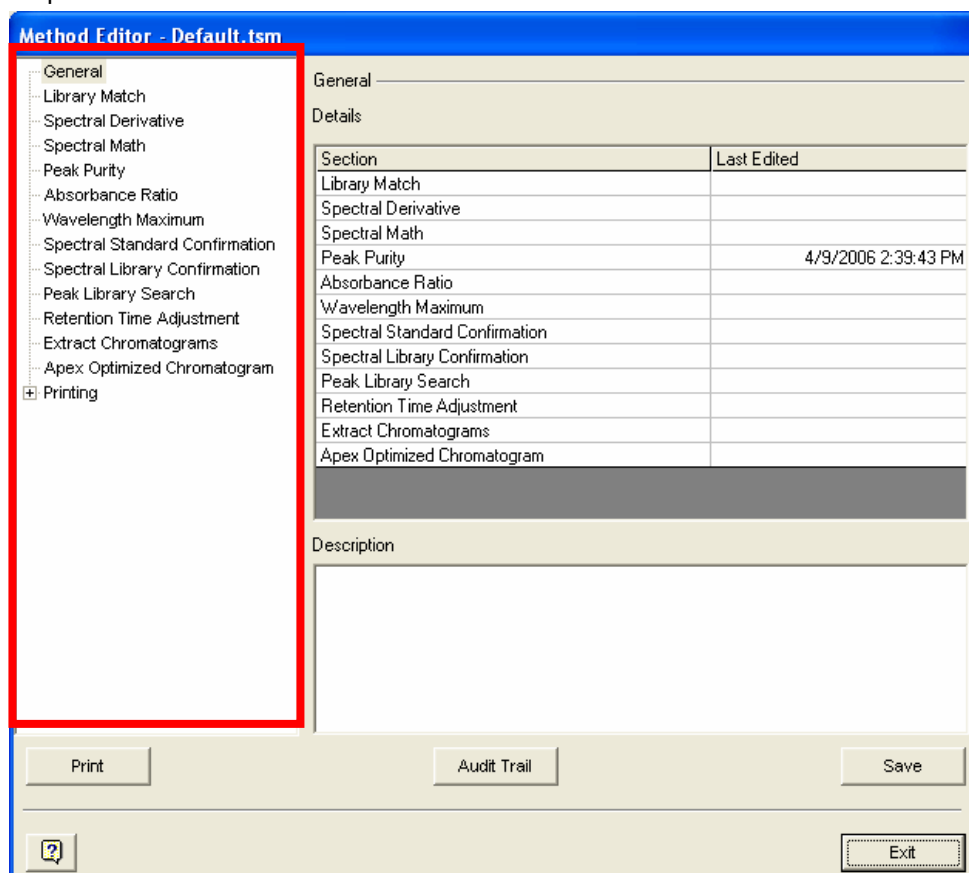 Method Editor - Default.tsm
General
Library Match
Spectral Derivative
Spectral Math
Peak Purity
Absorbance Ratio
Wavelength Maximum
Spectral Standard Confirmation
Spectral Library Confirmation
Peak Library Search
Retention Time Adjustment
Extract Chromatograms
Apex Optimized Chromatogram
Printing
General
Details
Section Last Edited
Library Match
Spectral Derivative
Spectral Math
Peak Purity 4/9/2006 2:39:43 PM
Absorbance Ratio
Wavelength Maximum
Spectral Standard Confirmation
Spectral Library Confirmation
Peak Library Search
Retention Time Adjustment
Extract Chromatograms
Apex Optimized Chromatogram
Description
Print Audit Trail Save
? Exit